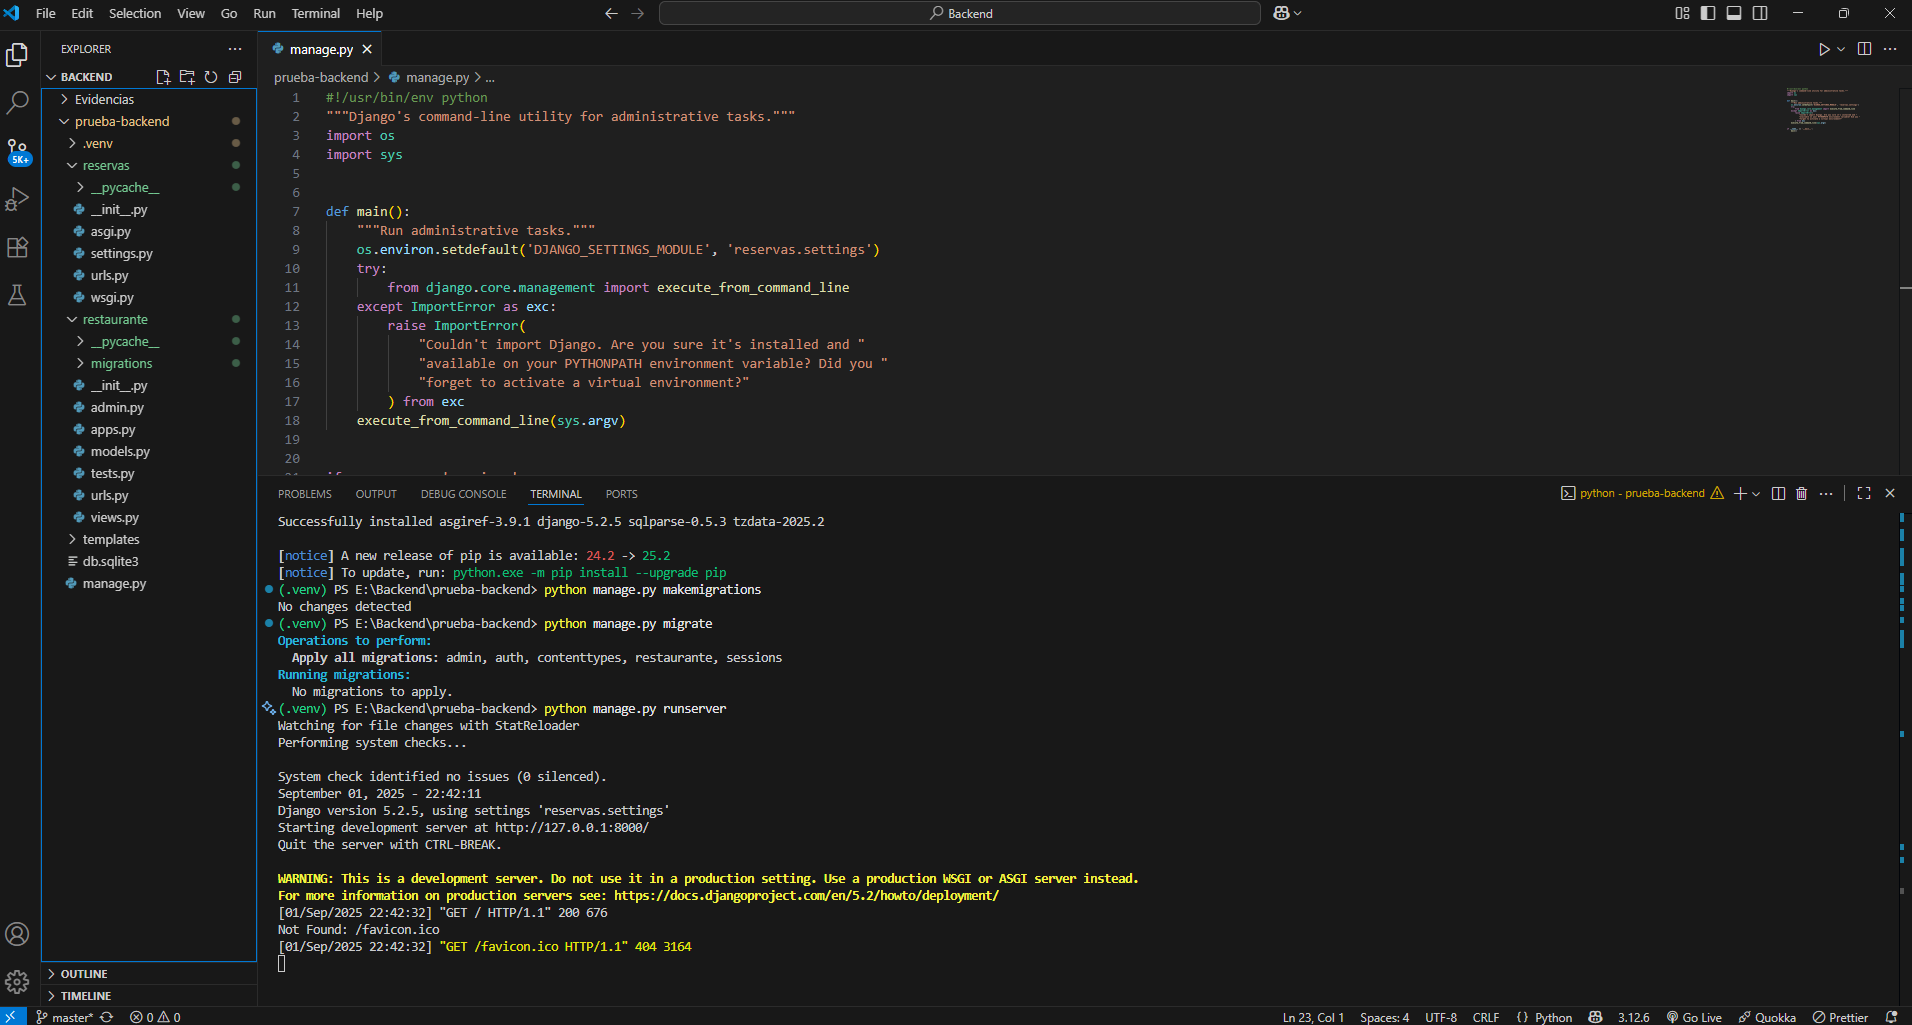 File Edit Selection View Go Run Terminal Help
Backend
EXPLORER
BACKEND
Evidencias
prueba-backend
.venv
5K+
reservas
__pycache__
__init__.py
asgi.py
settings.py
urls.py
wsgi.py
restaurante
__pycache__
migrations
__init__.py
admin.py
apps.py
models.py
tests.py
urls.py
views.py
templates
db.sqlite3
manage.py
OUTLINE
TIMELINE
manage.py
prueba-backend > manage.py > ...
1 #!/usr/bin/env python
2 """Django's command-line utility for administrative tasks."""
3 import os
4 import sys
5
6
7 def main():
8 """Run administrative tasks."""
9 os.environ.setdefault('DJANGO_SETTINGS_MODULE', 'reservas.settings')
10 try:
11 from django.core.management import execute_from_command_line
12 except ImportError as exc:
13 raise ImportError(
14 "Couldn't import Django. Are you sure it's installed and "
15 "available on your PYTHONPATH environment variable? Did you "
16 "forget to activate a virtual environment?"
17 ) from exc
18 execute_from_command_line(sys.argv)
19
20
PROBLEMS OUTPUT DEBUG CONSOLE TERMINAL PORTS
python - prueba-backend
Successfully installed asgiref-3.9.1 django-5.2.5 sqlparse-0.5.3 tzdata-2025.2
[notice] A new release of pip is available: 24.2 -> 25.2
[notice] To update, run: python.exe -m pip install --upgrade pip
(.venv) PS E:\Backend\prueba-backend> python manage.py makemigrations
No changes detected
(.venv) PS E:\Backend\prueba-backend> python manage.py migrate
Operations to perform:
Apply all migrations: admin, auth, contenttypes, restaurante, sessions
Running migrations:
No migrations to apply.
(.venv) PS E:\Backend\prueba-backend> python manage.py runserver
Watching for file changes with StatReloader
Performing system checks...
System check identified no issues (0 silenced).
September 01, 2025 - 22:42:11
Django version 5.2.5, using settings 'reservas.settings'
Starting development server at http://127.0.0.1:8000/
Quit the server with CTRL-BREAK.
WARNING: This is a development server. Do not use it in a production setting. Use a production WSGI or ASGI server instead.
For more information on production servers see: https://docs.djangoproject.com/en/5.2/howto/deployment/
[01/Sep/2025 22:42:32] "GET / HTTP/1.1" 200 676
Not Found: /favicon.ico
[01/Sep/2025 22:42:32] "GET /favicon.ico HTTP/1.1" 404 3164
master* 0 0 Ln 23, Col 1 Spaces: 4 UTF-8 CRLF {} Python 3.12.6 Go Live Quokka Prettier